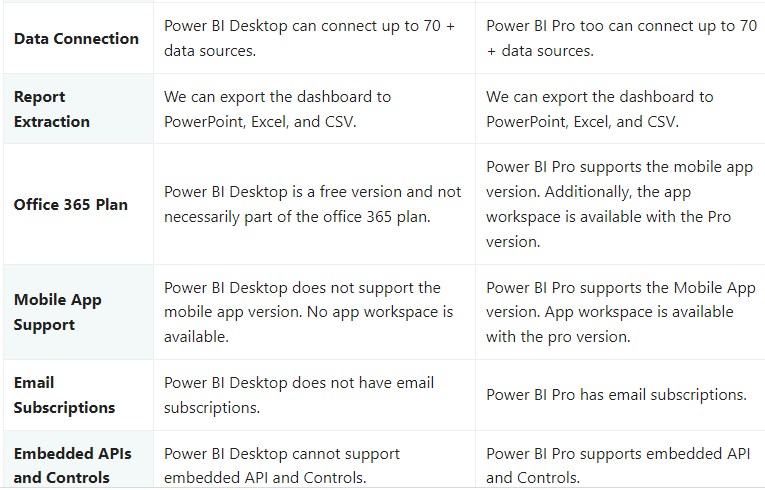 Data Connection
Power BI Desktop can connect up to 70 +
data sources.
Power BI Pro too can connect up to 70
+ data sources.
Report
Extraction
We can export the dashboard to
PowerPoint, Excel, and CSV.
We can export the dashboard to
PowerPoint, Excel, and CSV.
Office 365 Plan
Power BI Desktop is a free version and not
necessarily part of the office 365 plan.
Power BI Pro supports the mobile app
version. Additionally, the app
workspace is available with the Pro
version.
Mobile App
Support
Power BI Desktop does not support the
mobile app version. No app workspace is
available.
Power BI Pro supports the Mobile App
version. App workspace is available
with the pro version.
Email
Subscriptions
Power BI Desktop does not have email
subscriptions.
Power BI Pro has email subscriptions.
Embedded APIs
and Controls
Power BI Desktop cannot support
embedded API and Controls.
Power BI Pro supports embedded API
and Controls.